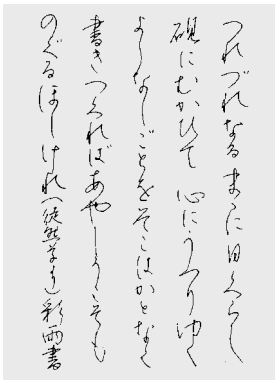 つれづれなるまゝに日くらし
硯にむかひて 心にうつりゆく
よしなしごとをそこはかとなく
書きつくればあやしうこそも
のぐるほしけれ(徒然草より)彩雨書